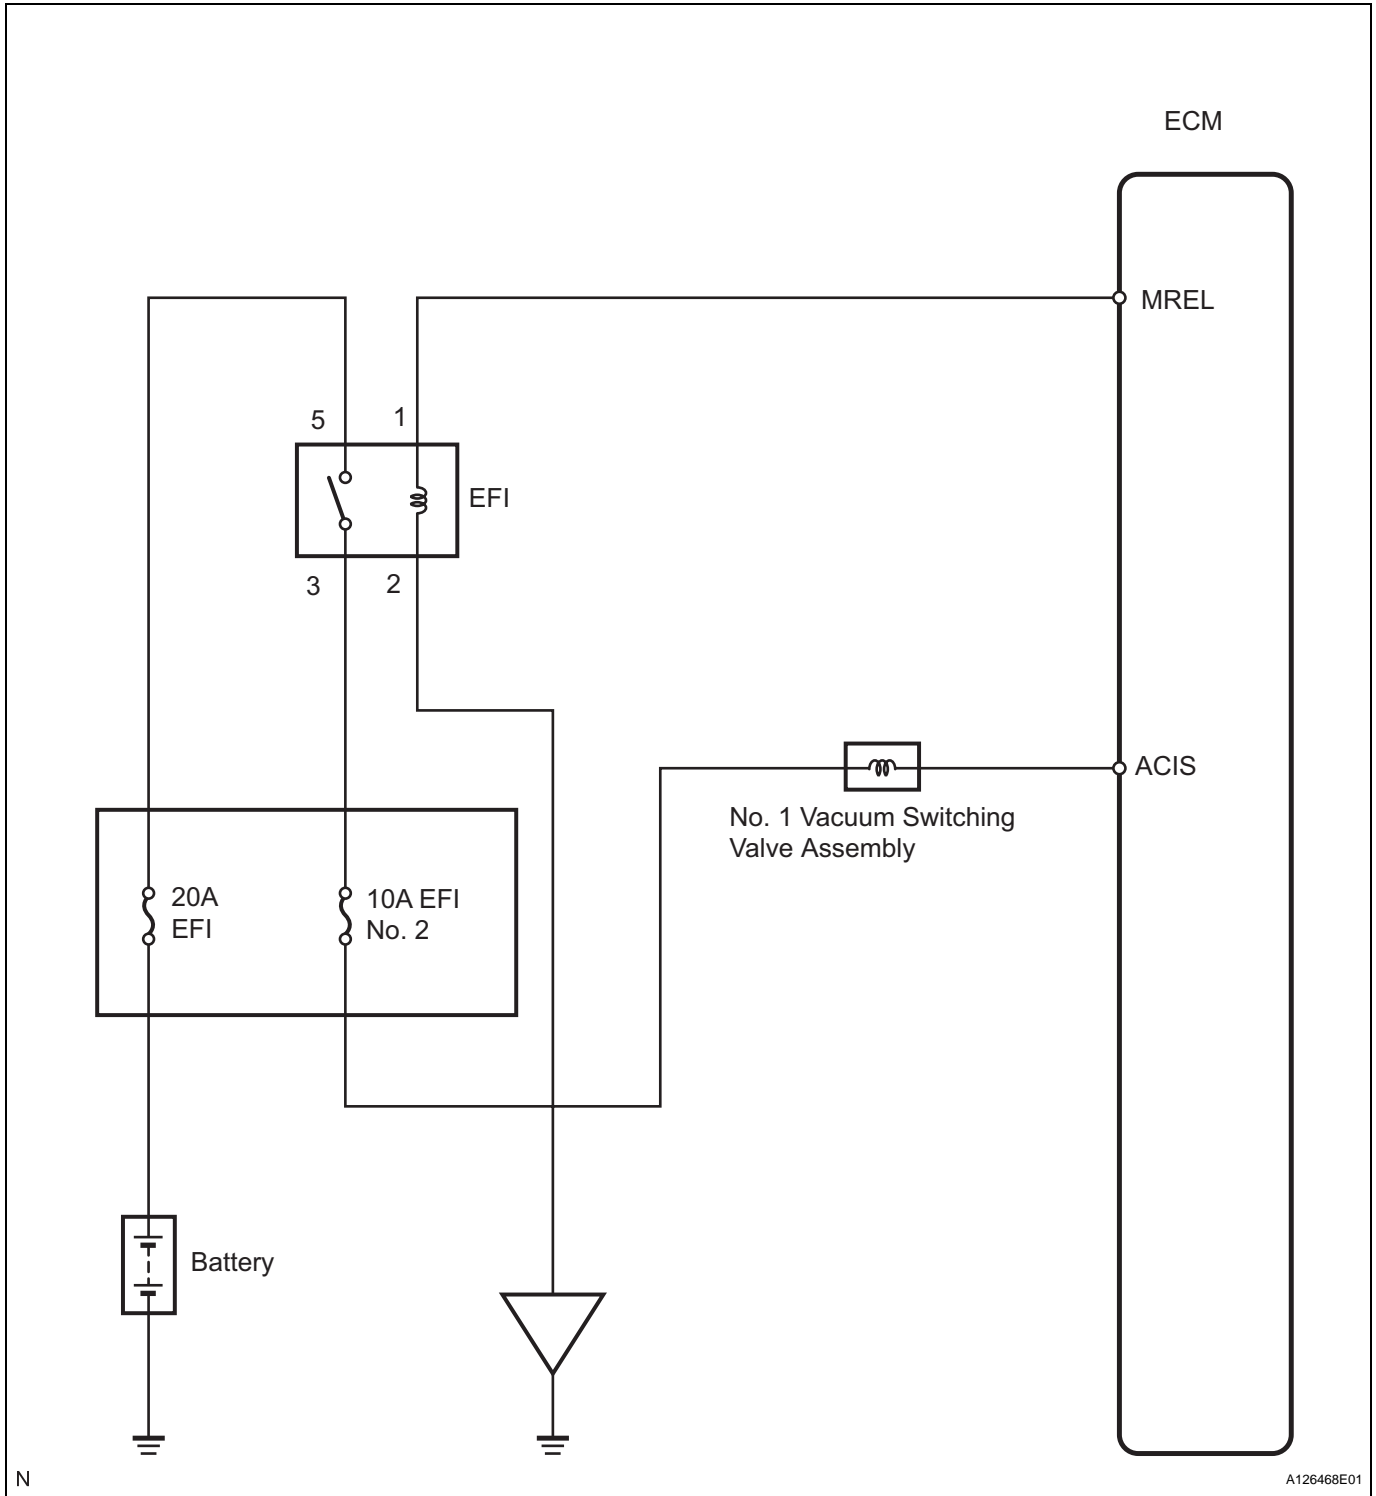 ECM
MREL
5
1
EFI
3
2
ACIS
No. 1 Vacuum Switching
Valve Assembly
20A
EFI
10A EFI
No. 2
Battery
N
A126468E01